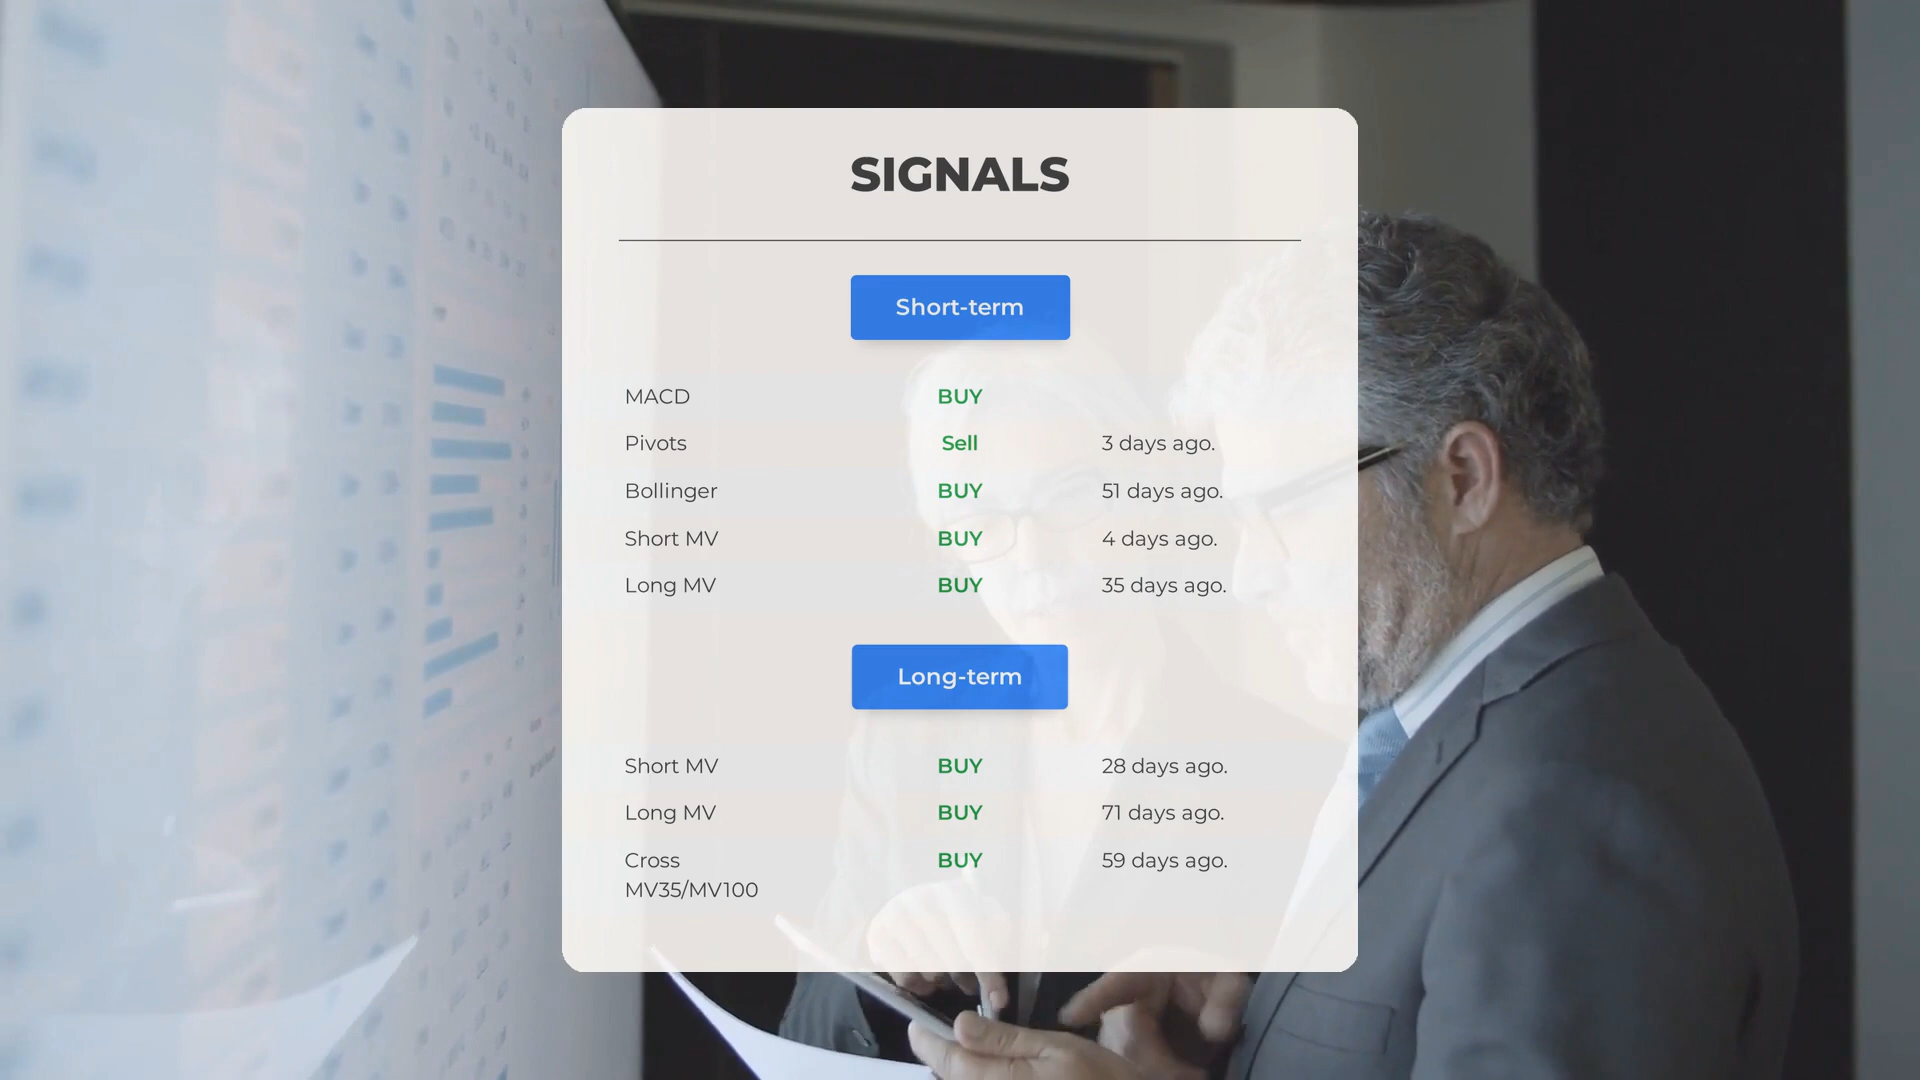 SIGNALS
Short-term
MACD BUY
Pivots Sell 3 days ago.
Bollinger BUY 51 days ago.
Short MV BUY 4 days ago.
Long MV BUY 35 days ago.
Long-term
Short MV BUY 28 days ago.
Long MV BUY 71 days ago.
Cross BUY 59 days ago.
MV35/MV100